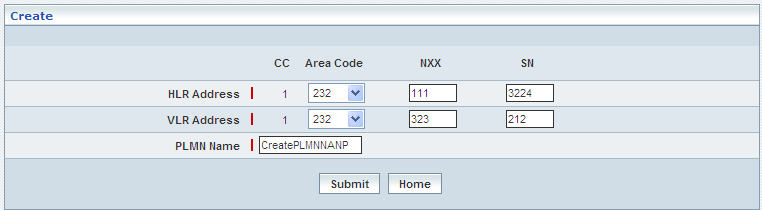 Create
CC Area Code NXX SN
HLR Address 1 232 111 3224
VLR Address 1 232 323 212
PLMN Name CreatePLMNNANP
Submit Home